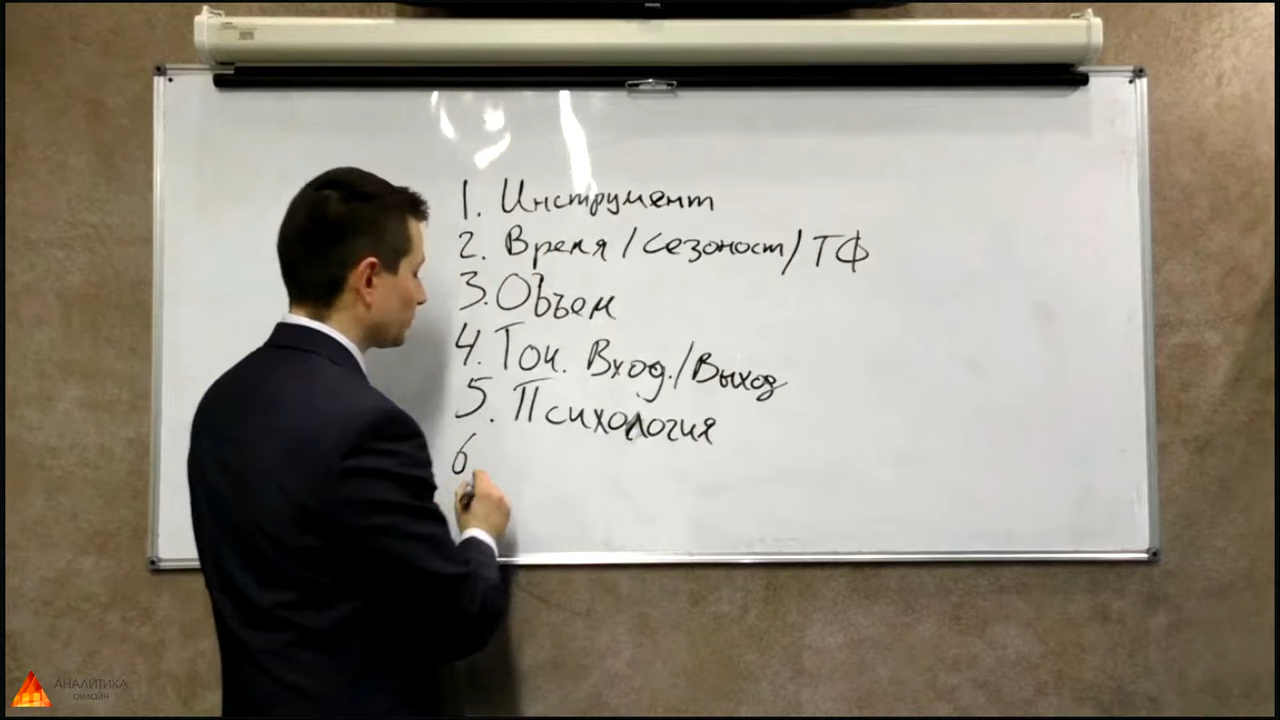 1. Инструмент
2. Время/сезоност/ТФ
3. Объем
4. Точ. Вход./Выход
5. Психология
6
АНАЛИТИКА
ОНЛАЙН